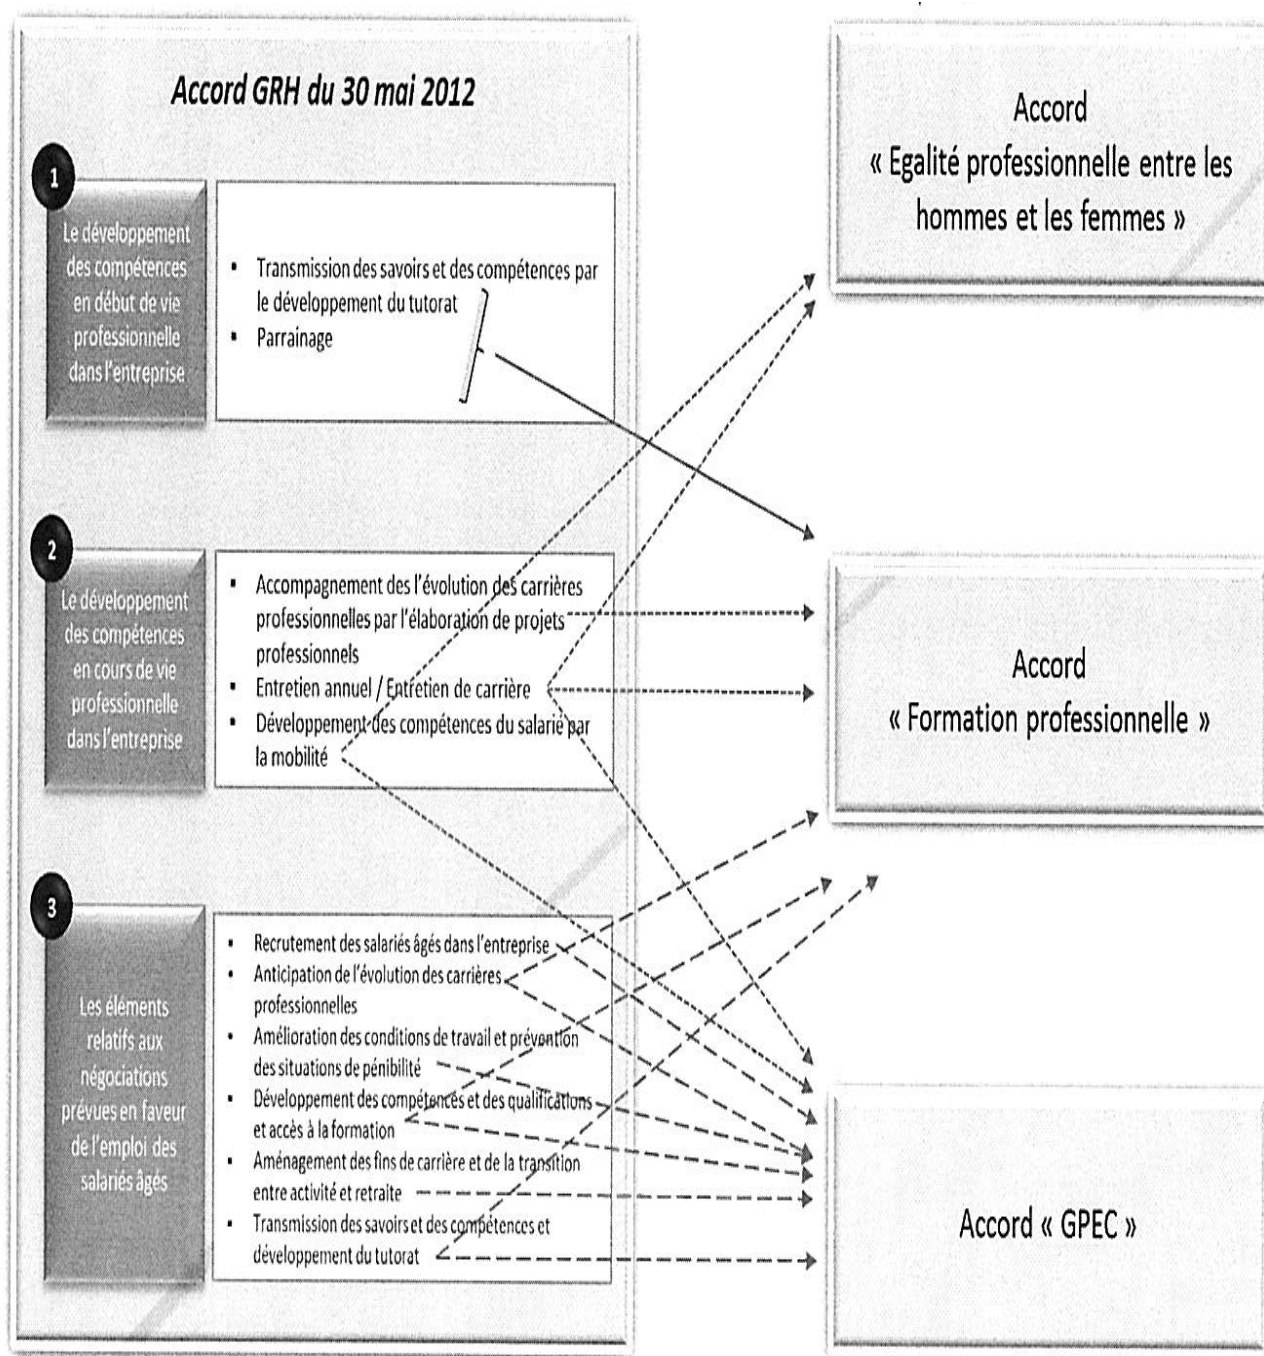 Accord GRH du 30 mai 2012
1
Le développement
des compétences
en début de vie
professionnelle
dans l'entreprise
▪ Transmission des savoirs et des compétences par
le développement du tutorat
▪ Parrainage
2
Le développement
des compétences
en cours de vie
professionnelle
dans l'entreprise
▪ Accompagnement des l'évolution des carrières
professionnelles par l'élaboration de projets
professionnels
▪ Entretien annuel / Entretien de carrière
▪ Développement des compétences du salarié par
la mobilité
3
Les éléments
relatifs aux
négociations
prévues en faveur
de l'emploi des
salariés âgés
▪ Recrutement des salariés âgés dans l'entreprise
▪ Anticipation de l'évolution des carrières
professionnelles
▪ Amélioration des conditions de travail et prévention
des situations de pénibilité
▪ Développement des compétences et des qualifications
et accès à la formation
▪ Aménagement des fins de carrière et de la transition
entre activité et retraite
▪ Transmission des savoirs et des compétences et
développement du tutorat
Accord
« Egalité professionnelle entre les
hommes et les femmes »
Accord
« Formation professionnelle »
Accord « GPEC »